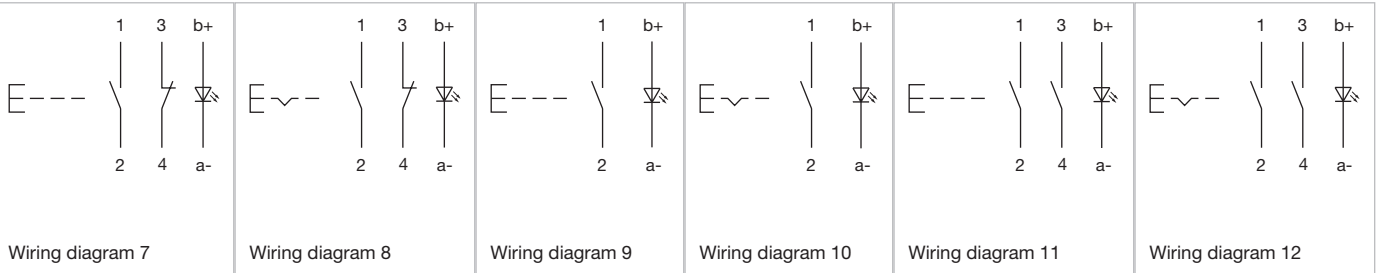 1 3 b+
2 4 a-
Wiring diagram 7
1 3 b+
2 4 a-
Wiring diagram 8
1 b+
2 a-
Wiring diagram 9
1 b+
2 a-
Wiring diagram 10
1 3 b+
2 4 a-
Wiring diagram 11
1 3 b+
2 4 a-
Wiring diagram 12